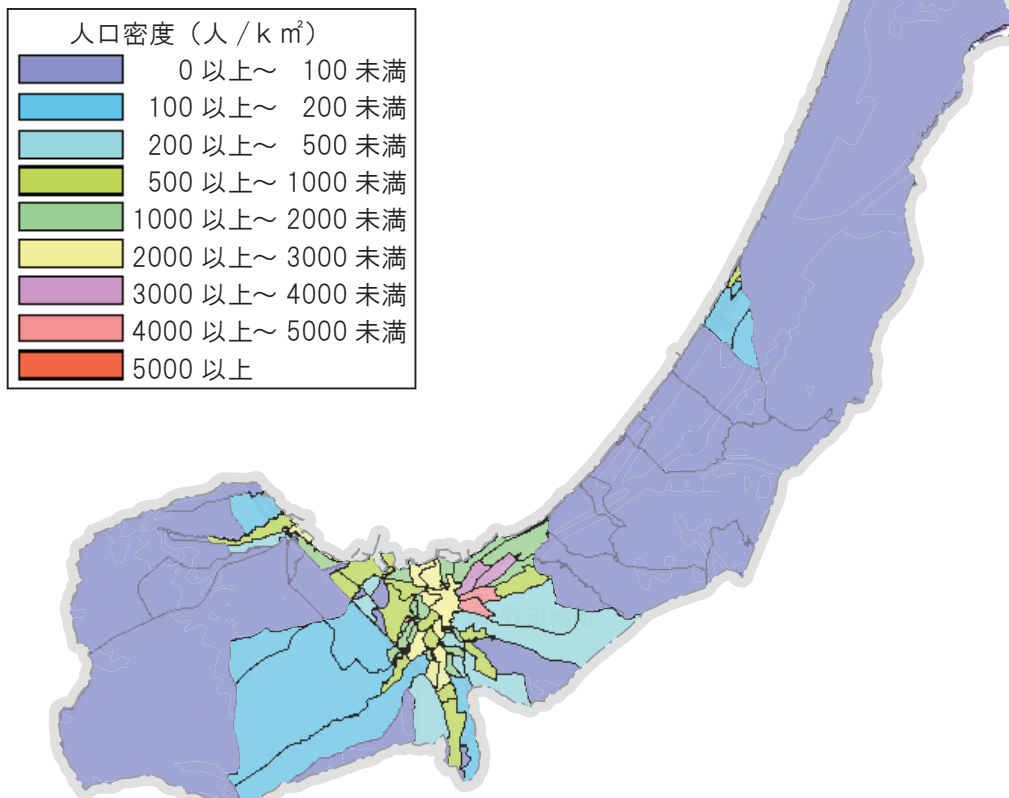 人口密度（人 / ｋ㎡）
0 以上～ 100 未満
100 以上～ 200 未満
200 以上～ 500 未満
500 以上～ 1000 未満
1000 以上～ 2000 未満
2000 以上～ 3000 未満
3000 以上～ 4000 未満
4000 以上～ 5000 未満
5000 以上